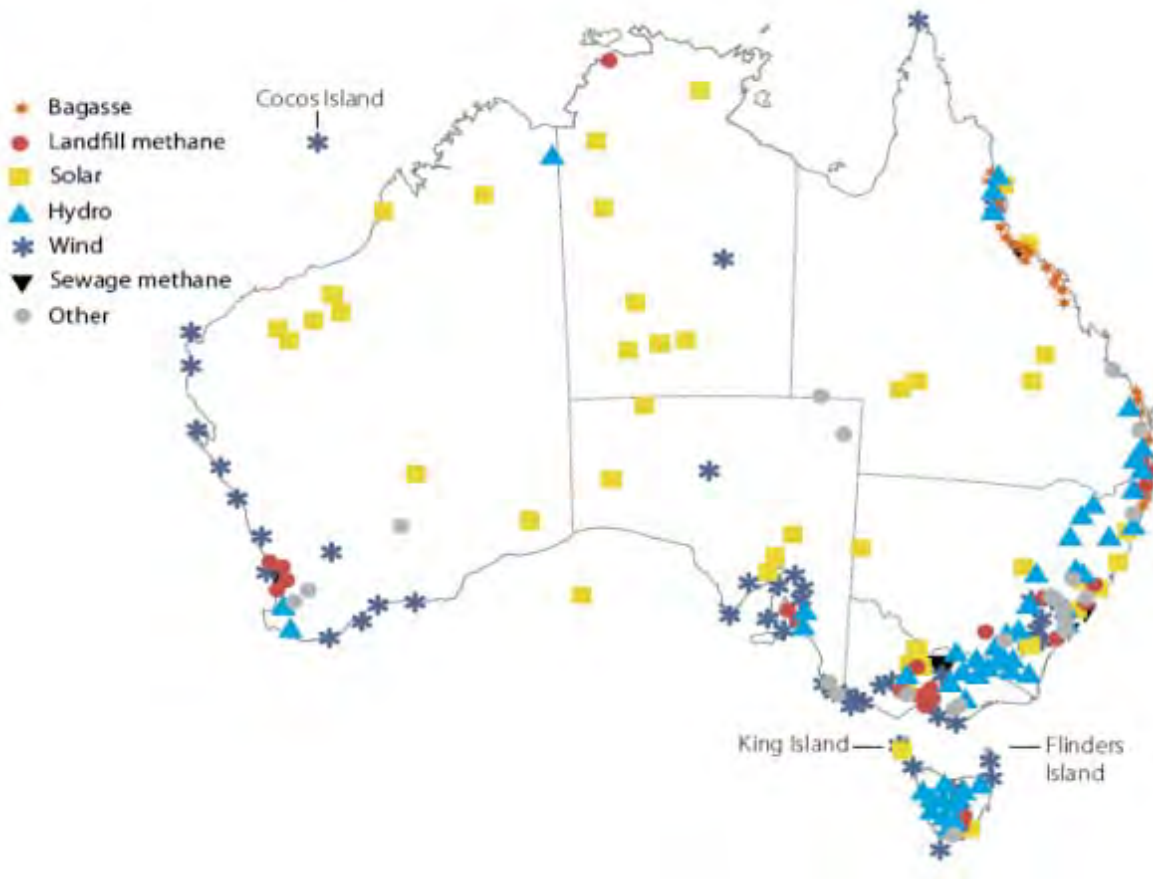 Cocos Island
Bagasse
Landfill methane
Solar
Hydro
Wind
Sewage methane
Other
King Island
Flinders
Island